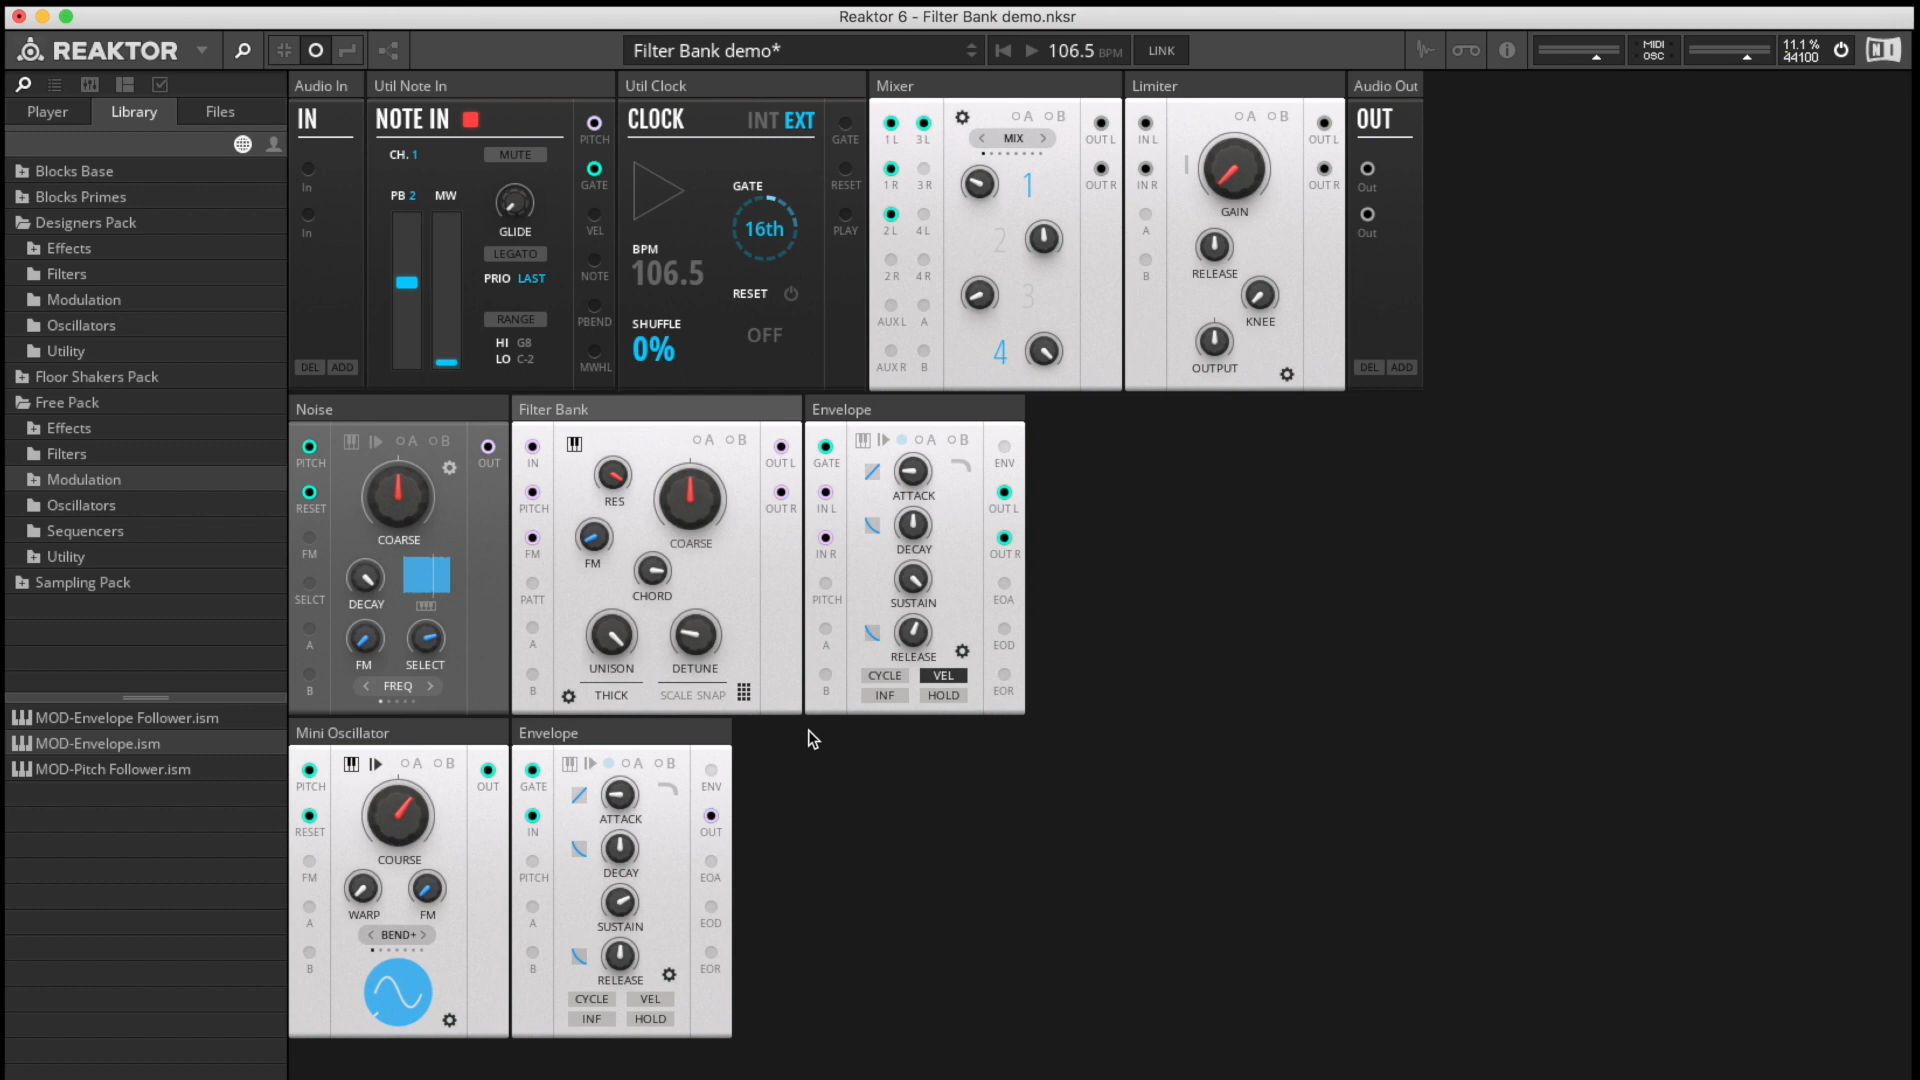 Reaktor 6 - Filter Bank demo.nksr
REAKTOR
Filter Bank demo*
106.5 BPM
LINK
MIDI
OSC
11.1 %
44100
Player
Library
Files
Blocks Base
Blocks Primes
Designers Pack
Effects
Filters
Modulation
Oscillators
Utility
Floor Shakers Pack
Free Pack
Effects
Filters
Modulation
Oscillators
Sequencers
Utility
Sampling Pack
MOD-Envelope Follower.ism
MOD-Envelope.ism
MOD-Pitch Follower.ism
Audio In
IN
In
In
DEL ADD
Util Note In
NOTE IN
CH. 1
MUTE
PB 2 MW
GLIDE
LEGATO
PRIO LAST
RANGE
HI G8
LO C-2
PITCH
GATE
VEL
NOTE
PBEND
MWHL
Util Clock
CLOCK INT EXT
GATE
16th
BPM
106.5
RESET
SHUFFLE
0%
OFF
GATE
RESET
PLAY
Mixer
A B
MIX
1 L 3 L
1 R 3 R
2 L 4 L
2 R 4 R
AUX L A
AUX R B
1
2
3
4
OUT L
OUT R
Limiter
A B
IN L
IN R
A
B
GAIN
RELEASE
KNEE
OUTPUT
OUT L
OUT R
Audio Out
OUT
Out
Out
DEL ADD
Noise
A B
PITCH
RESET
FM
SELCT
A
B
COARSE
DECAY
FM SELECT
FREQ
OUT
Filter Bank
A B
IN
PITCH
FM
PATT
A
B
RES
COARSE
FM
CHORD
UNISON DETUNE
THICK SCALE SNAP
OUT L
OUT R
Envelope
A B
GATE
IN L
IN R
PITCH
A
B
ATTACK
DECAY
SUSTAIN
RELEASE
CYCLE VEL
INF HOLD
ENV
OUT L
OUT R
EOA
EOD
EOR
Mini Oscillator
A B
PITCH
RESET
FM
A
B
COURSE
WARP FM
BEND+
OUT
Envelope
A B
GATE
IN
PITCH
A
B
ATTACK
DECAY
SUSTAIN
RELEASE
CYCLE VEL
INF HOLD
ENV
OUT
EOA
EOD
EOR